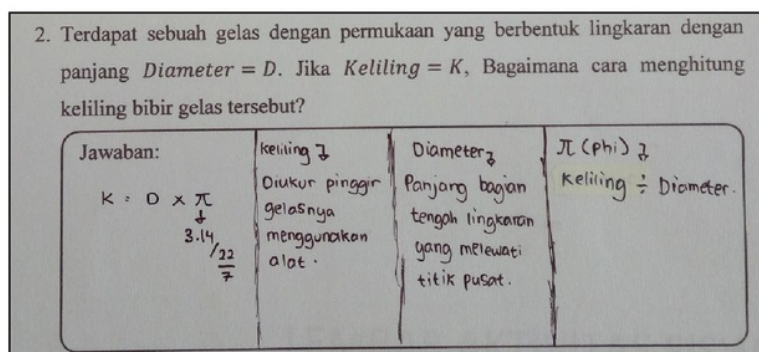 2. Terdapat sebuah gelas dengan permukaan yang berbentuk lingkaran dengan
panjang Diameter = D. Jika Keliling = K, Bagaimana cara menghitung
keliling bibir gelas tersebut?
Jawaban:
K = D × π
↓
3.14/22/7
keliling
Diukur pinggir
gelasnya
menggunakan
alat.
Diameter
Panjang bagian
tengah lingkaran
yang melewati
titik pusat.
π (phi)
Keliling ÷ Diameter.